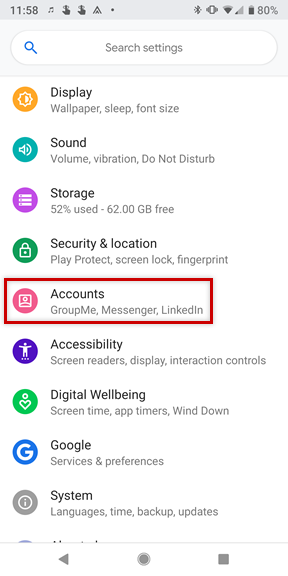 11:58
80%
Search settings
Display
Wallpaper, sleep, font size
Sound
Volume, vibration, Do Not Disturb
Storage
52% used - 62.00 GB free
Security & location
Play Protect, screen lock, fingerprint
Accounts
GroupMe, Messenger, LinkedIn
Accessibility
Screen readers, display, interaction controls
Digital Wellbeing
Screen time, app timers, Wind Down
Google
Services & preferences
System
Languages, time, backup, updates